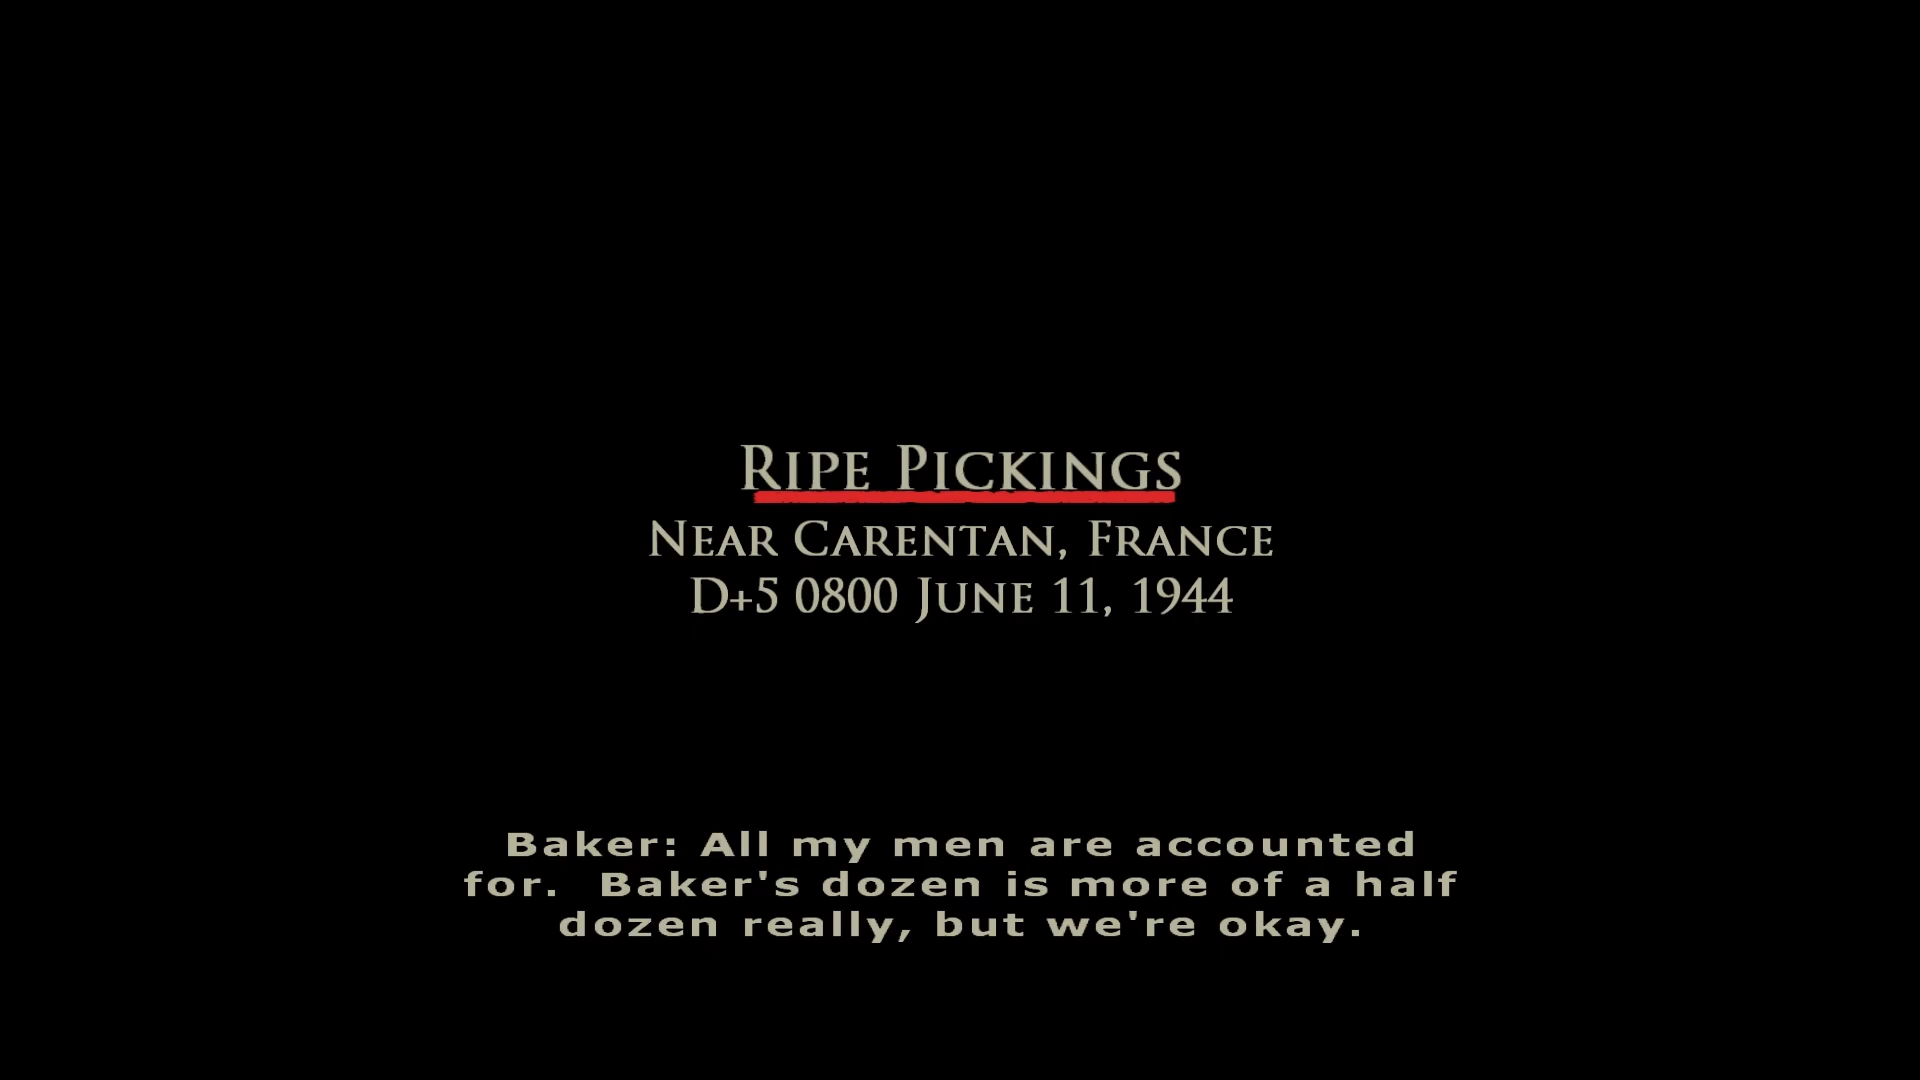 Ripe Pickings
Near Carentan, France
D+5 0800 June 11, 1944
Baker: All my men are accounted
for.  Baker's dozen is more of a half
dozen really, but we're okay.